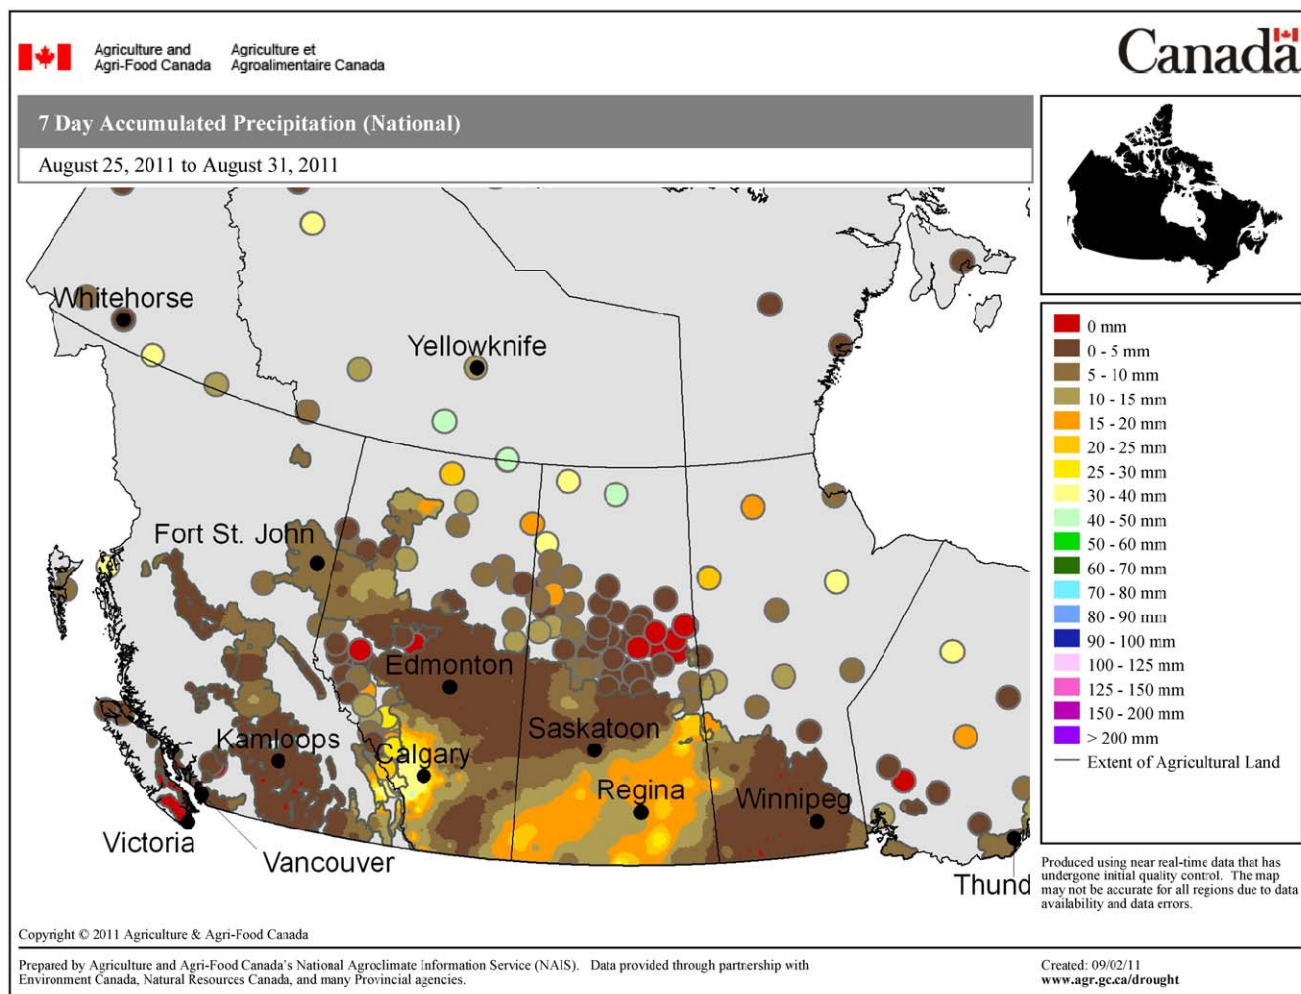 Agriculture and Agriculture et
Agri-Food Canada Agroalimentaire Canada
Canada
7 Day Accumulated Precipitation (National)
August 25, 2011 to August 31, 2011
Whitehorse
Yellowknife
Fort St. John
Edmonton
Saskatoon
Kamloops
Calgary
Regina
Winnipeg
Victoria
Vancouver
Thund
0 mm
0 - 5 mm
5 - 10 mm
10 - 15 mm
15 - 20 mm
20 - 25 mm
25 - 30 mm
30 - 40 mm
40 - 50 mm
50 - 60 mm
60 - 70 mm
70 - 80 mm
80 - 90 mm
90 - 100 mm
100 - 125 mm
125 - 150 mm
150 - 200 mm
> 200 mm
Extent of Agricultural Land
Produced using near real-time data that has
undergone initial quality control. The map
may not be accurate for all regions due to data
availability and data errors.
Copyright © 2011 Agriculture & Agri-Food Canada
Prepared by Agriculture and Agri-Food Canada's National Agroclimate Information Service (NAIS). Data provided through partnership with
Environment Canada, Natural Resources Canada, and many Provincial agencies.
Created: 09/02/11
www.agr.gc.ca/drought